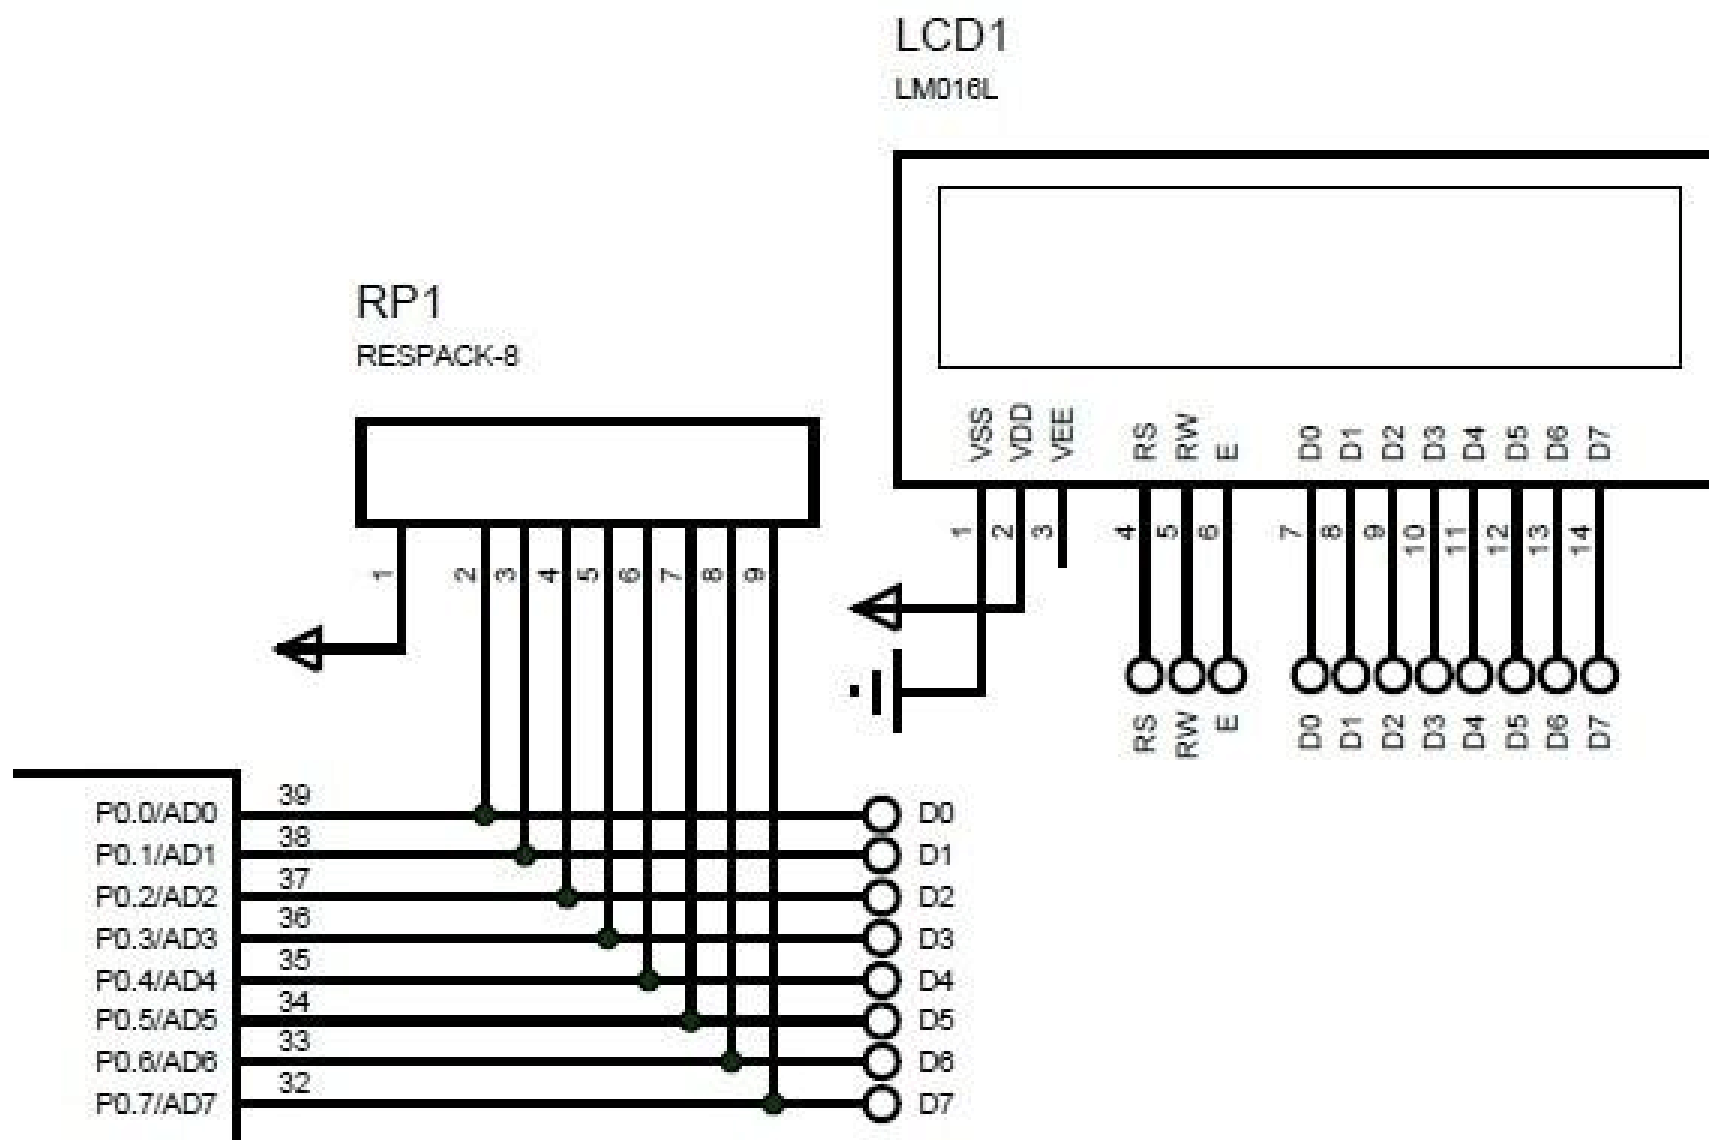 LCD1
LM016L
RP1
RESPACK-8
VSS VDD VEE RS RW E D0 D1 D2 D3 D4 D5 D6 D7
1 2 3 4 5 6 7 8 9 10 11 12 13 14
1 2 3 4 5 6 7 8 9
RS RW E D0 D1 D2 D3 D4 D5 D6 D7
P0.0/AD0 39 D0
P0.1/AD1 38 D1
P0.2/AD2 37 D2
P0.3/AD3 36 D3
P0.4/AD4 35 D4
P0.5/AD5 34 D5
P0.6/AD6 33 D6
P0.7/AD7 32 D7